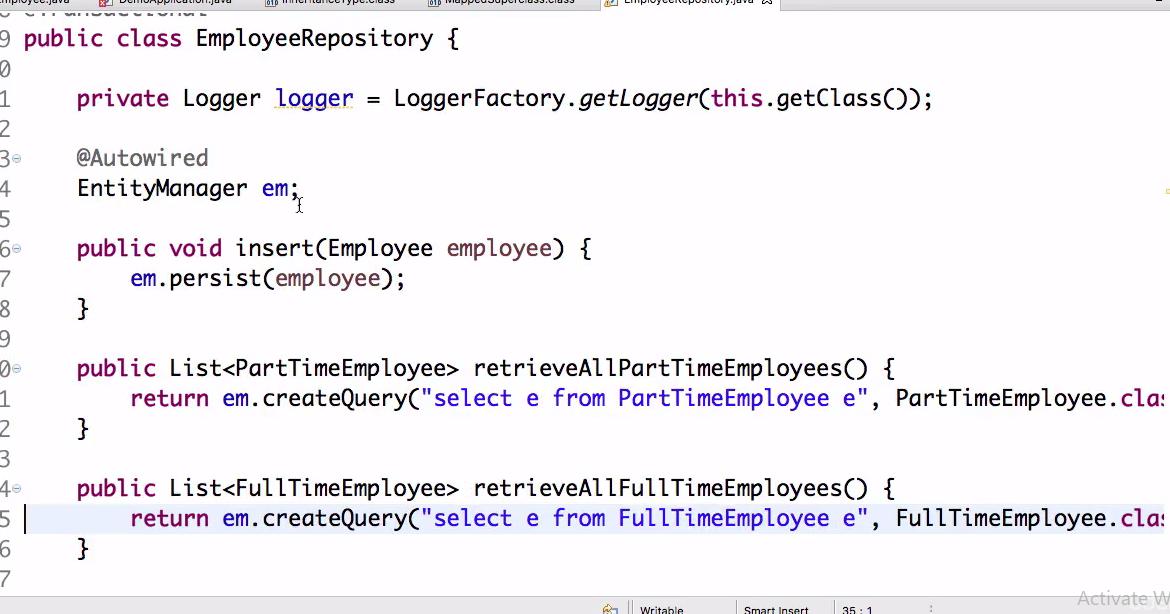 mployee.java DemoApplication.java InheritanceType.class MappedSuperclass.class EmployeeRepository.java
@Transactional
9 public class EmployeeRepository {
0
1 private Logger logger = LoggerFactory.getLogger(this.getClass());
2
3 @Autowired
4 EntityManager em;
5
6 public void insert(Employee employee) {
7 em.persist(employee);
8 }
9
0 public List<PartTimeEmployee> retrieveAllPartTimeEmployees() {
1 return em.createQuery("select e from PartTimeEmployee e", PartTimeEmployee.clas
2 }
3
4 public List<FullTimeEmployee> retrieveAllFullTimeEmployees() {
5 return em.createQuery("select e from FullTimeEmployee e", FullTimeEmployee.clas
6 }
7
Activate W
Writable Smart Insert 35 : 1